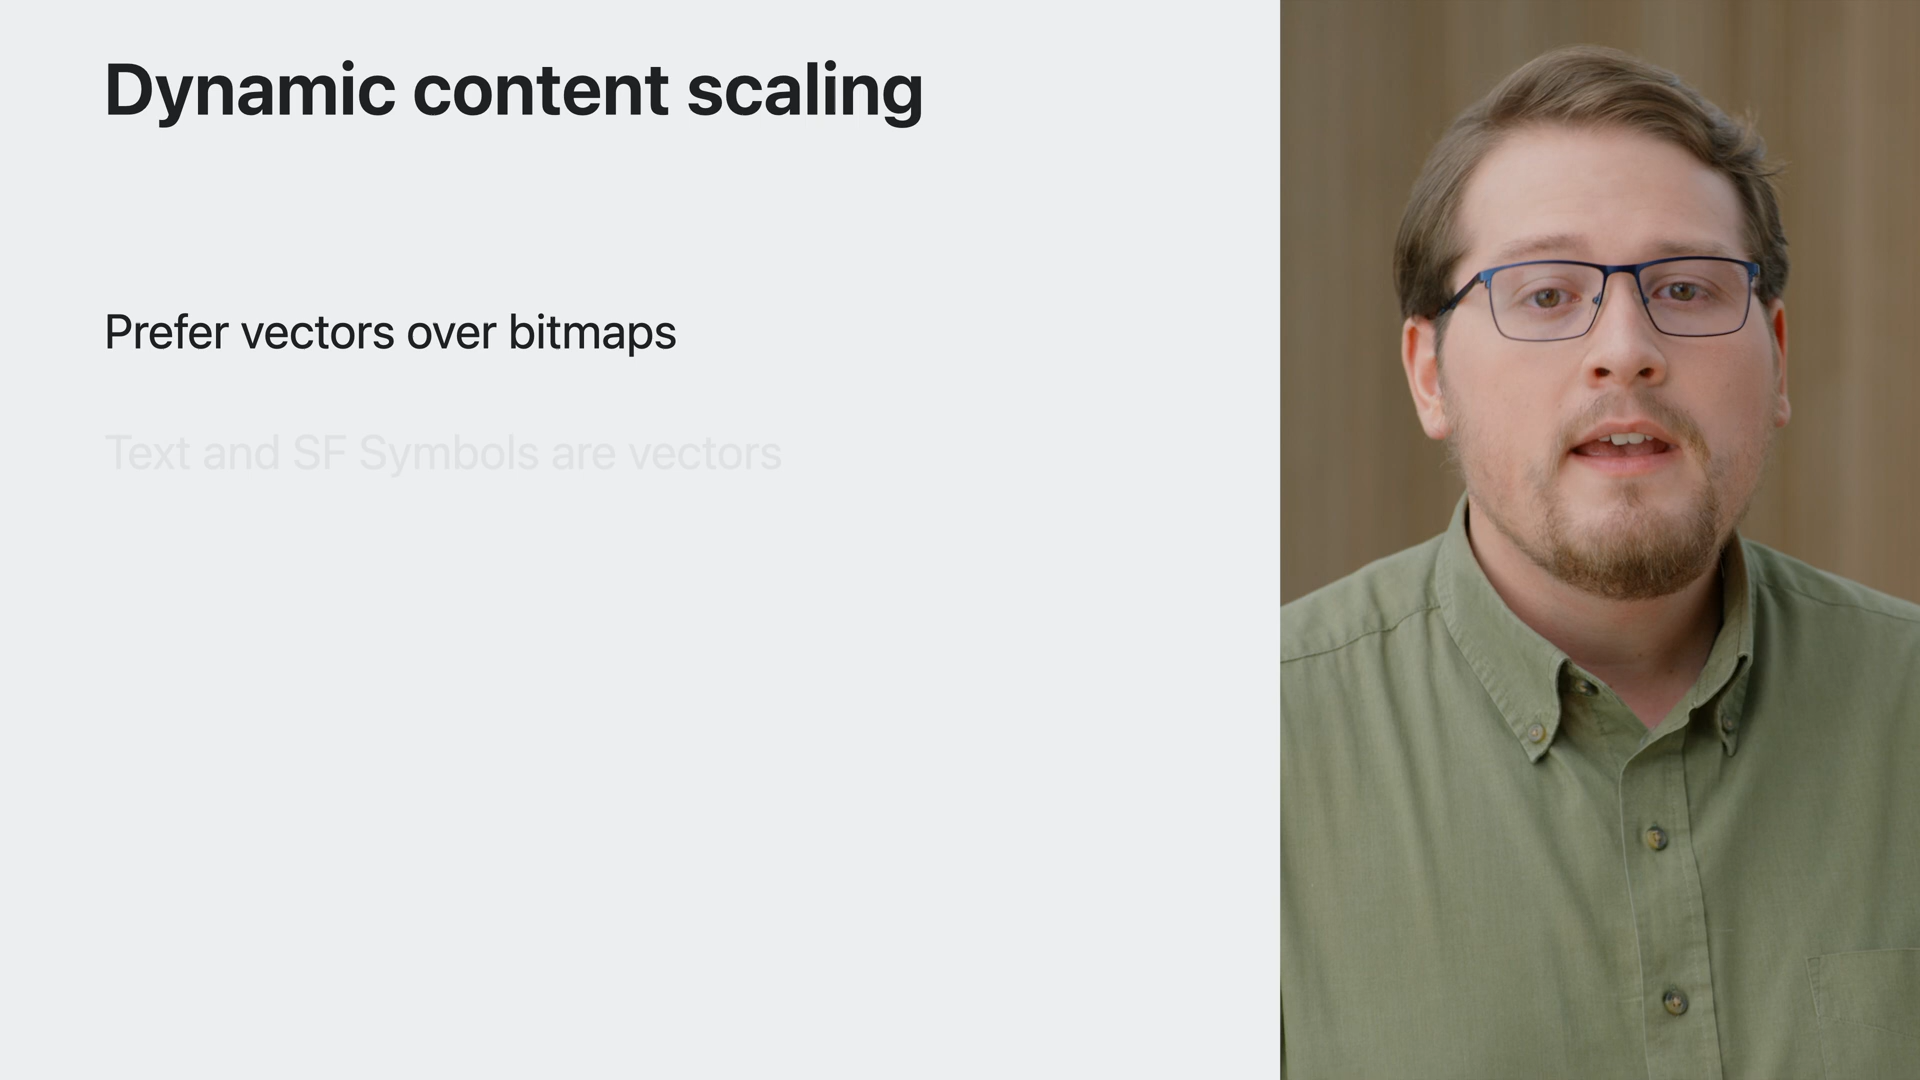 Dynamic content scaling
Prefer vectors over bitmaps
Text and SF Symbols are vectors